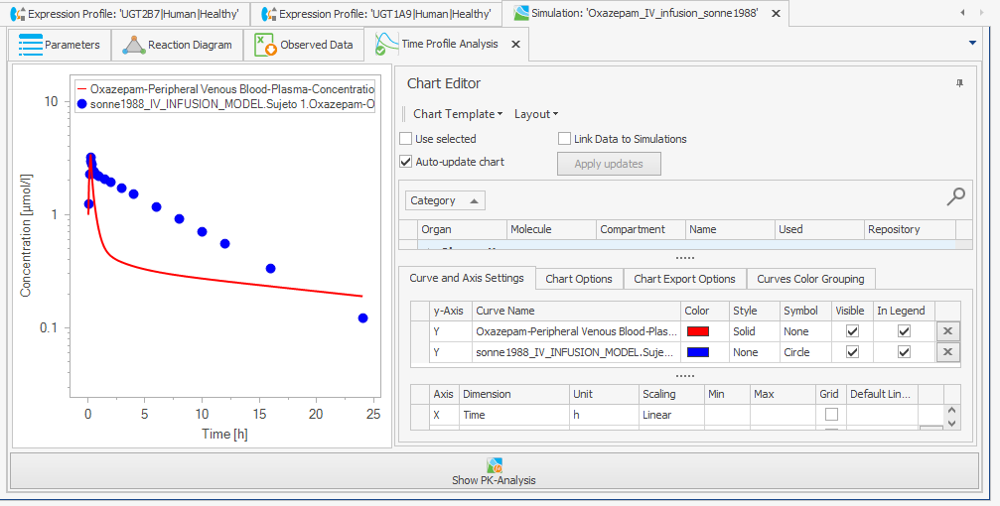 Expression Profile: 'UGT2B7|Human|Healthy'
Expression Profile: 'UGT1A9|Human|Healthy'
Simulation: 'Oxazepam_IV_infusion_sonne1988'
Parameters
Reaction Diagram
Observed Data
Time Profile Analysis
Oxazepam-Peripheral Venous Blood-Plasma-Concentratio
sonne1988_IV_INFUSION_MODEL.Sujeto 1.Oxazepam-O
Concentration [µmol/l]
10
1
0.1
0 5 10 15 20 25
Time [h]
Chart Editor
Chart Template Layout
Use selected Link Data to Simulations
Auto-update chart Apply updates
Category
Organ Molecule Compartment Name Used Repository
Curve and Axis Settings Chart Options Chart Export Options Curves Color Grouping
y-Axis Curve Name Color Style Symbol Visible In Legend
Y Oxazepam-Peripheral Venous Blood-Plas... Solid None
Y sonne1988_IV_INFUSION_MODEL.Suje... None Circle
Axis Dimension Unit Scaling Min Max Grid Default Lin...
X Time h Linear
Show PK-Analysis